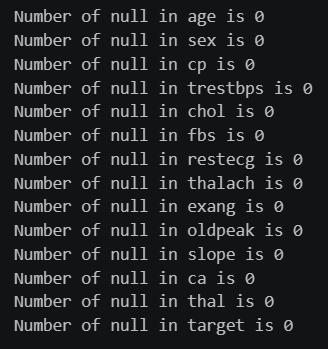 Number of null in age is 0
Number of null in sex is 0
Number of null in cp is 0
Number of null in trestbps is 0
Number of null in chol is 0
Number of null in fbs is 0
Number of null in restecg is 0
Number of null in thalach is 0
Number of null in exang is 0
Number of null in oldpeak is 0
Number of null in slope is 0
Number of null in ca is 0
Number of null in thal is 0
Number of null in target is 0